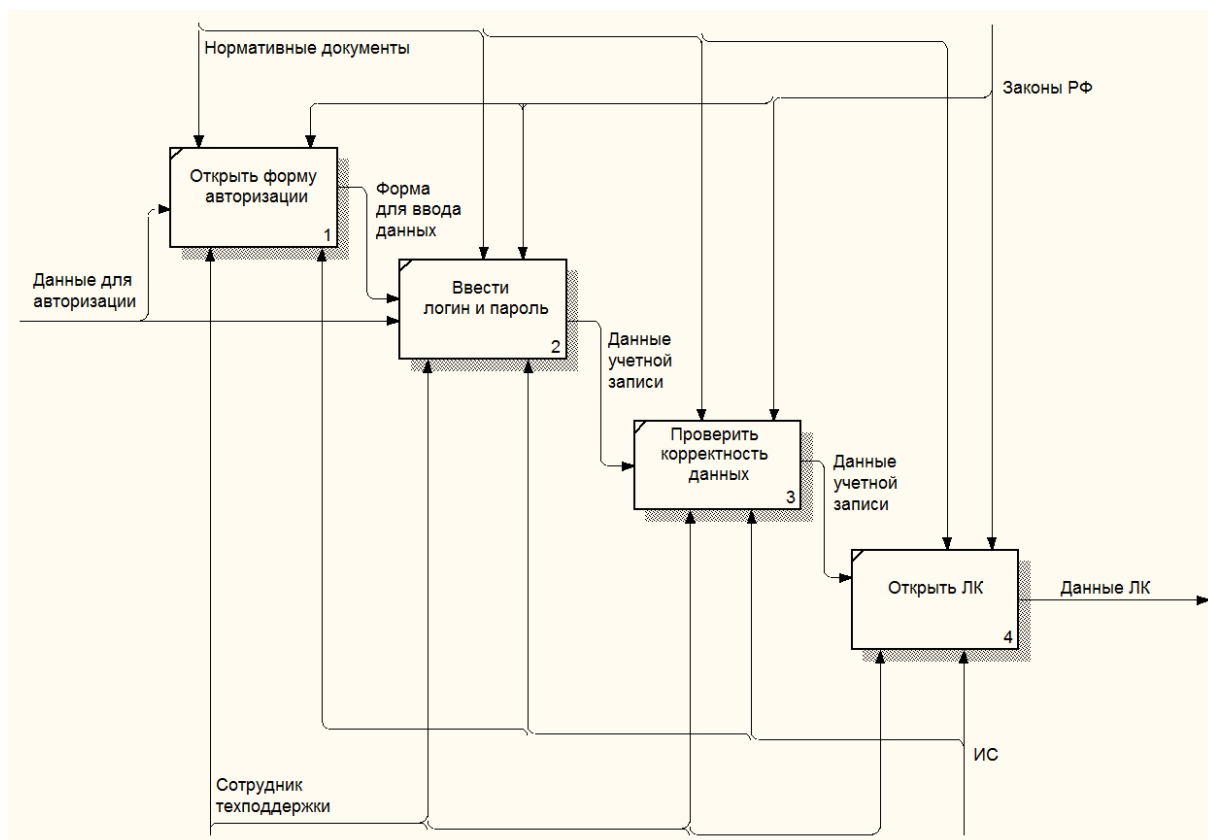 Нормативные документы
Законы РФ
Открыть форму
авторизации
1
Форма
для ввода
данных
Данные для
авторизации
Ввести
логин и пароль
2
Данные
учетной
записи
Проверить
корректность
данных
3
Данные
учетной
записи
Открыть ЛК
4
Данные ЛК
ИС
Сотрудник
техподдержки